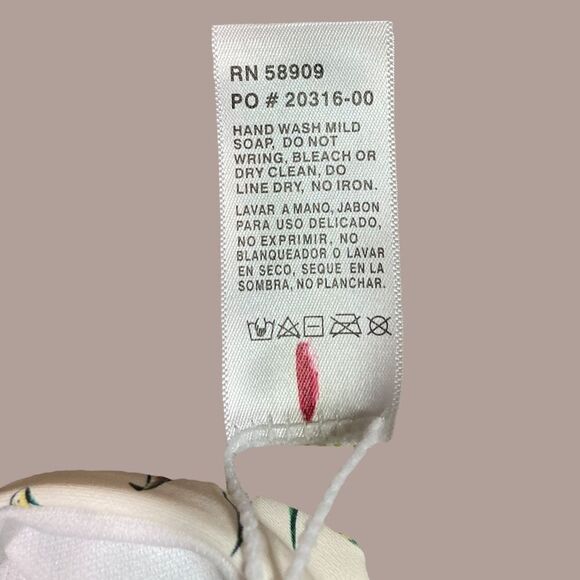 RN 58909
PO # 20316-00
HAND WASH MILD
SOAP, DO NOT
WRING, BLEACH OR
DRY CLEAN, DO
LINE DRY, NO IRON.
LAVAR A MANO, JABON
PARA USO DELICADO,
NO EXPRIMIR, NO
BLANQUEADOR O LAVAR
EN SECO, SEQUE EN LA
SOMBRA, NO PLANCHAR.